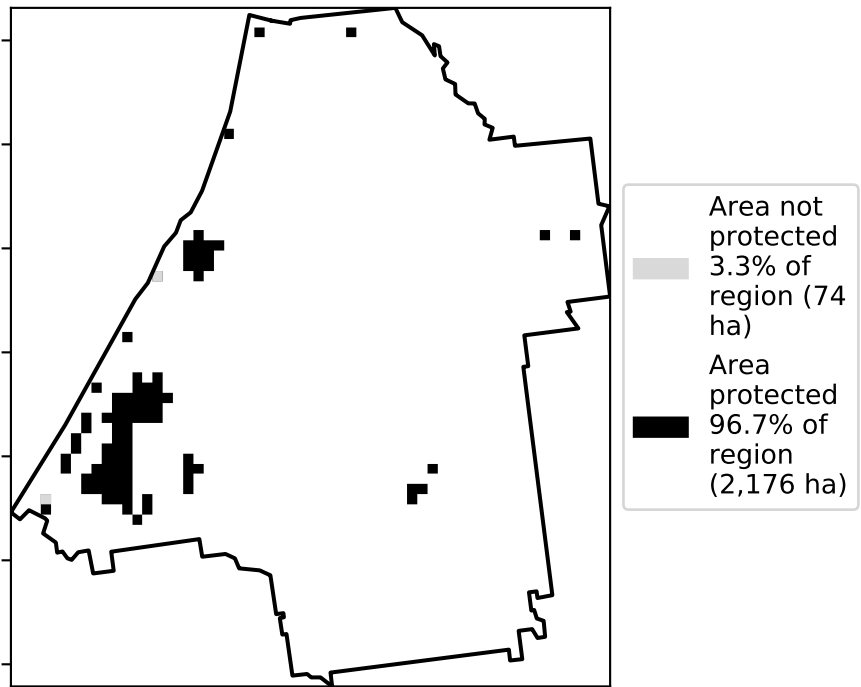 Area not
protected
3.3% of
region (74
ha)
Area
protected
96.7% of
region
(2,176 ha)